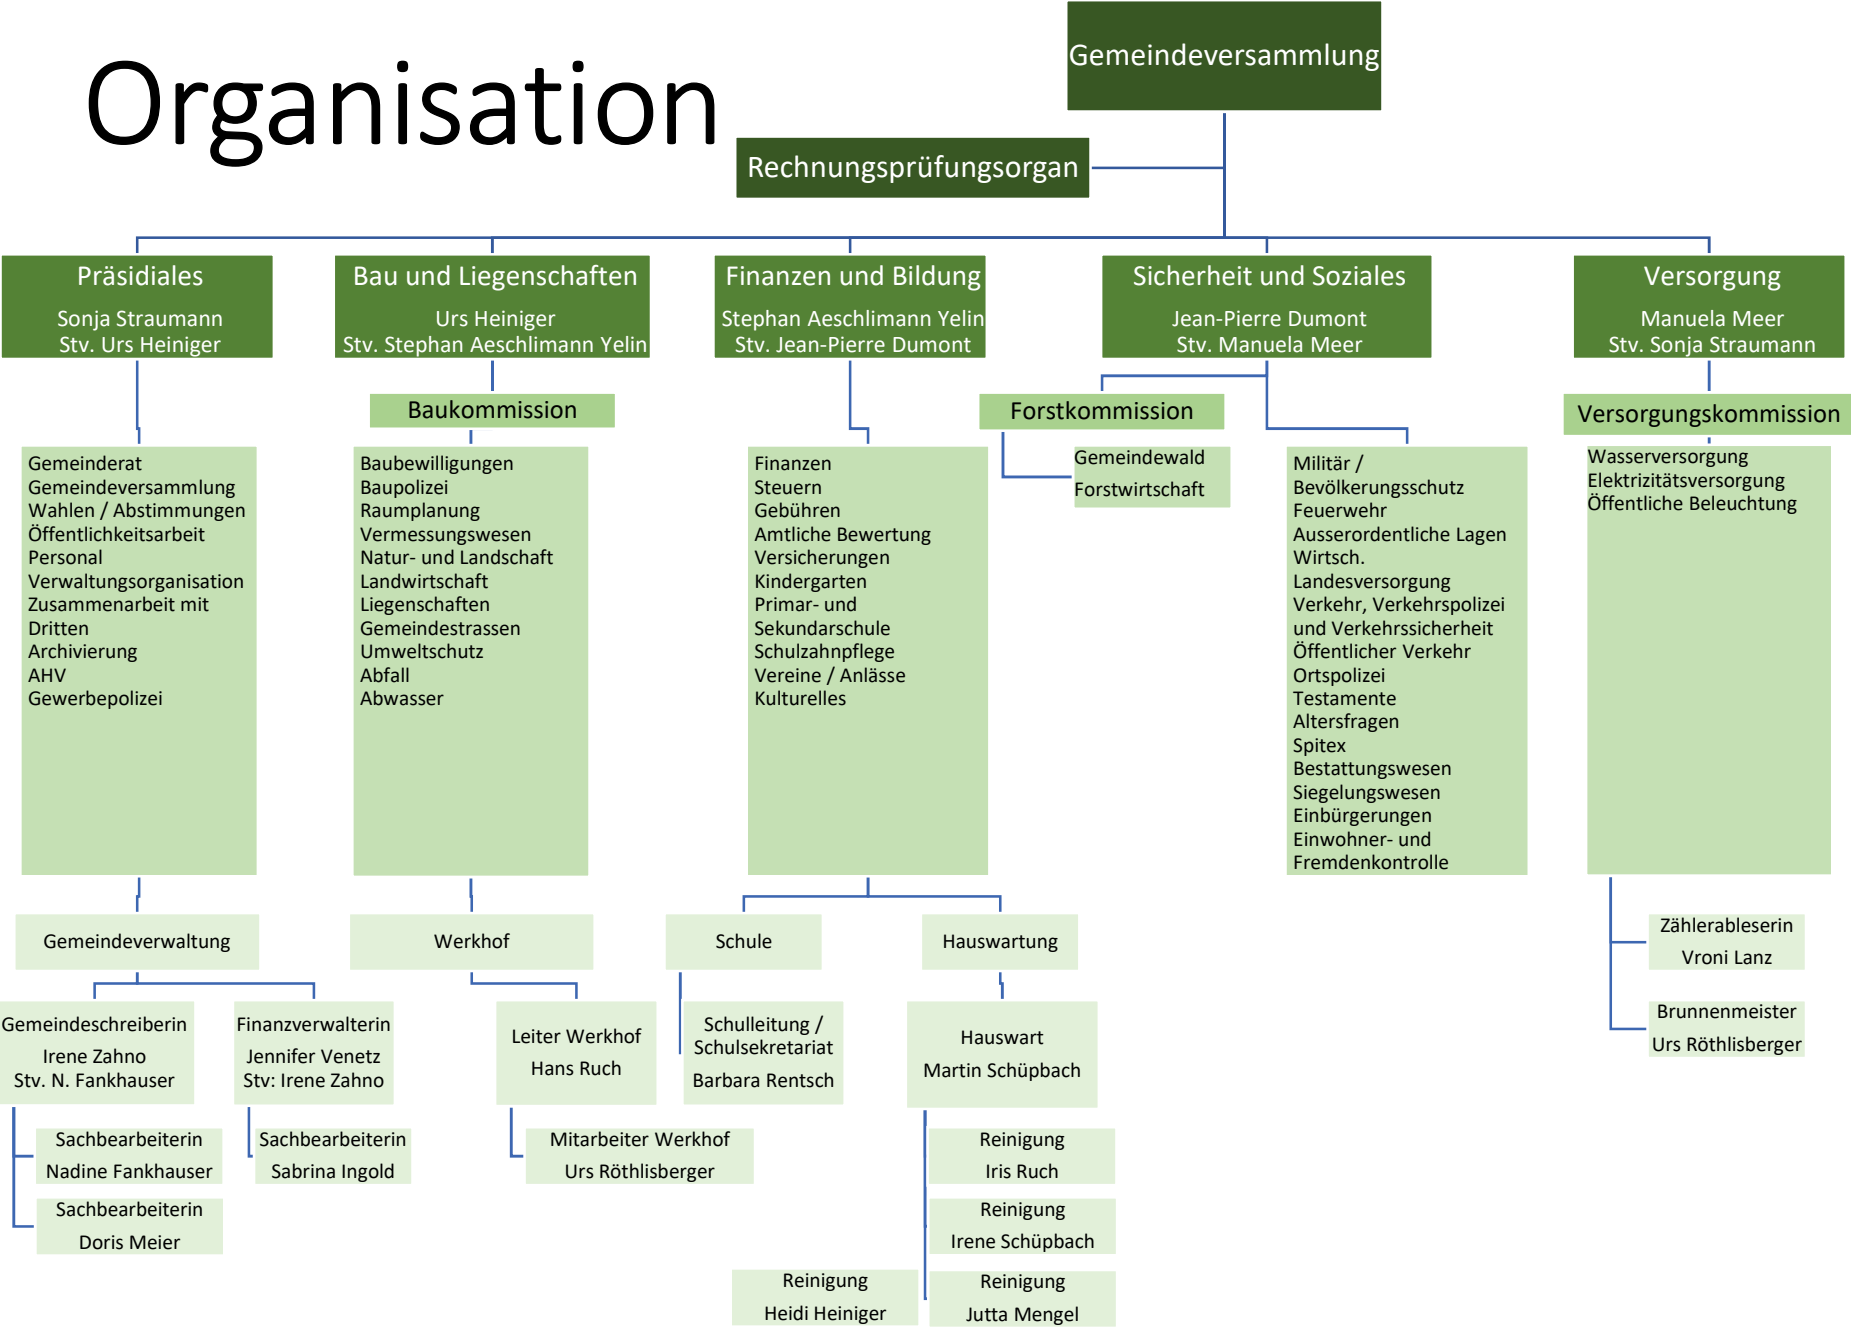 Organisation
Gemeindeversammlung
Rechnungsprüfungsorgan
Präsidiales
Sonja Straumann
Stv. Urs Heiniger
Bau und Liegenschaften
Urs Heiniger
Stv. Stephan Aeschlimann Yelin
Finanzen und Bildung
Stephan Aeschlimann Yelin
Stv. Jean-Pierre Dumont
Sicherheit und Soziales
Jean-Pierre Dumont
Stv. Manuela Meer
Versorgung
Manuela Meer
Stv. Sonja Straumann
Baukommission
Forstkommission
Versorgungskommission
Gemeinderat
Gemeindeversammlung
Wahlen / Abstimmungen
Öffentlichkeitsarbeit
Personal
Verwaltungsorganisation
Zusammenarbeit mit
Dritten
Archivierung
AHV
Gewerbepolizei
Baubewilligungen
Baupolizei
Raumplanung
Vermessungswesen
Natur- und Landschaft
Landwirtschaft
Liegenschaften
Gemeindestrassen
Umweltschutz
Abfall
Abwasser
Finanzen
Steuern
Gebühren
Amtliche Bewertung
Versicherungen
Kindergarten
Primar- und
Sekundarschule
Schulzahnpflege
Vereine / Anlässe
Kulturelles
Gemeindewald
Forstwirtschaft
Militär /
Bevölkerungsschutz
Feuerwehr
Ausserordentliche Lagen
Wirtsch.
Landesversorgung
Verkehr, Verkehrspolizei
und Verkehrssicherheit
Öffentlicher Verkehr
Ortspolizei
Testamente
Altersfragen
Spitex
Bestattungswesen
Siegelungswesen
Einbürgerungen
Einwohner- und
Fremdenkontrolle
Wasserversorgung
Elektrizitätsversorgung
Öffentliche Beleuchtung
Gemeindeverwaltung
Werkhof
Schule
Hauswartung
Zählerableserin
Vroni Lanz
Brunnenmeister
Urs Röthlisberger
Gemeindeschreiberin
Irene Zahno
Stv. N. Fankhauser
Finanzverwalterin
Jennifer Venetz
Stv: Irene Zahno
Leiter Werkhof
Hans Ruch
Schulleitung /
Schulsekretariat
Barbara Rentsch
Hauswart
Martin Schüpbach
Sachbearbeiterin
Nadine Fankhauser
Sachbearbeiterin
Sabrina Ingold
Mitarbeiter Werkhof
Urs Röthlisberger
Reinigung
Iris Ruch
Sachbearbeiterin
Doris Meier
Reinigung
Irene Schüpbach
Reinigung
Heidi Heiniger
Reinigung
Jutta Mengel